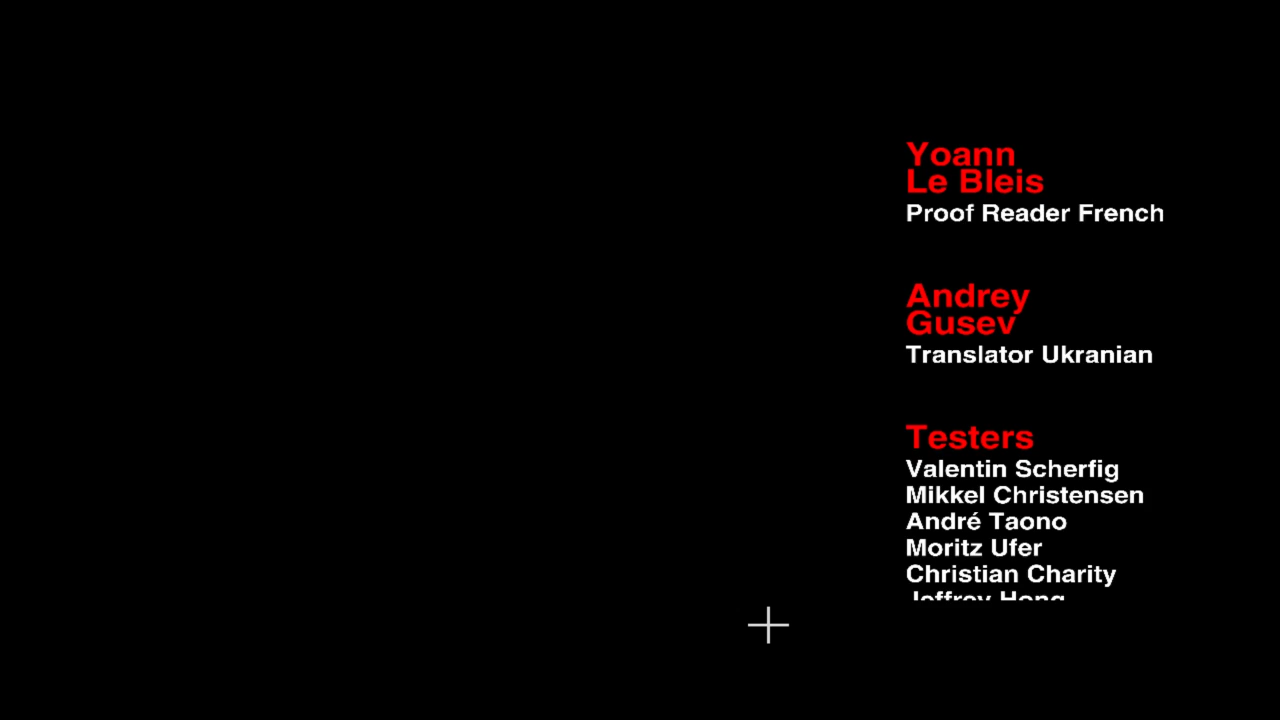 Yoann
Le Bleis
Proof Reader French
Andrey
Gusev
Translator Ukranian
Testers
Valentin Scherfig
Mikkel Christensen
André Taono
Moritz Ufer
Christian Charity
Jeffrey